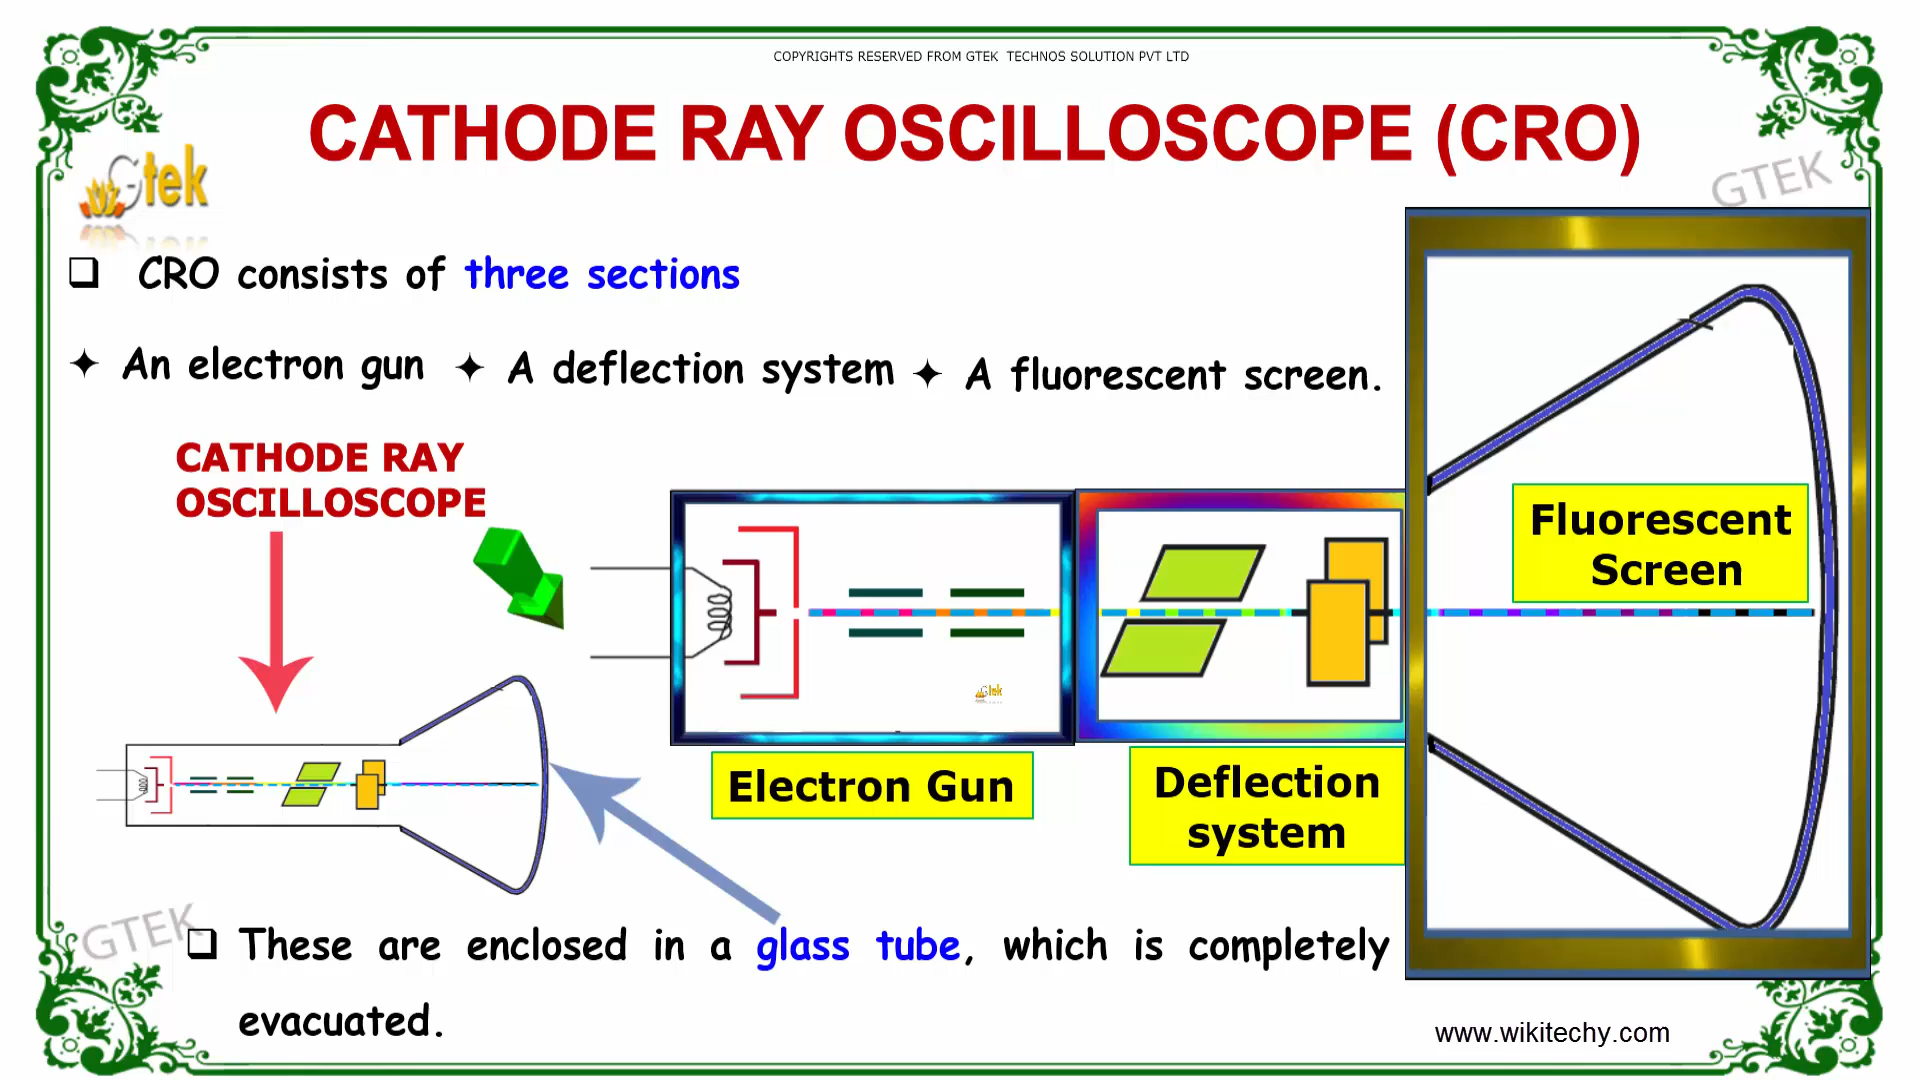 COPYRIGHTS RESERVED FROM GTEK TECHNOS SOLUTION PVT LTD
CATHODE RAY OSCILLOSCOPE (CRO)
Gtek
GTEK
❑ CRO consists of three sections
✦ An electron gun ✦ A deflection system ✦ A fluorescent screen.
CATHODE RAY
OSCILLOSCOPE
Fluorescent
Screen
Gtek
Electron Gun
Deflection
system
GTEK
❑ These are enclosed in a glass tube, which is completely
evacuated.
www.wikitechy.com